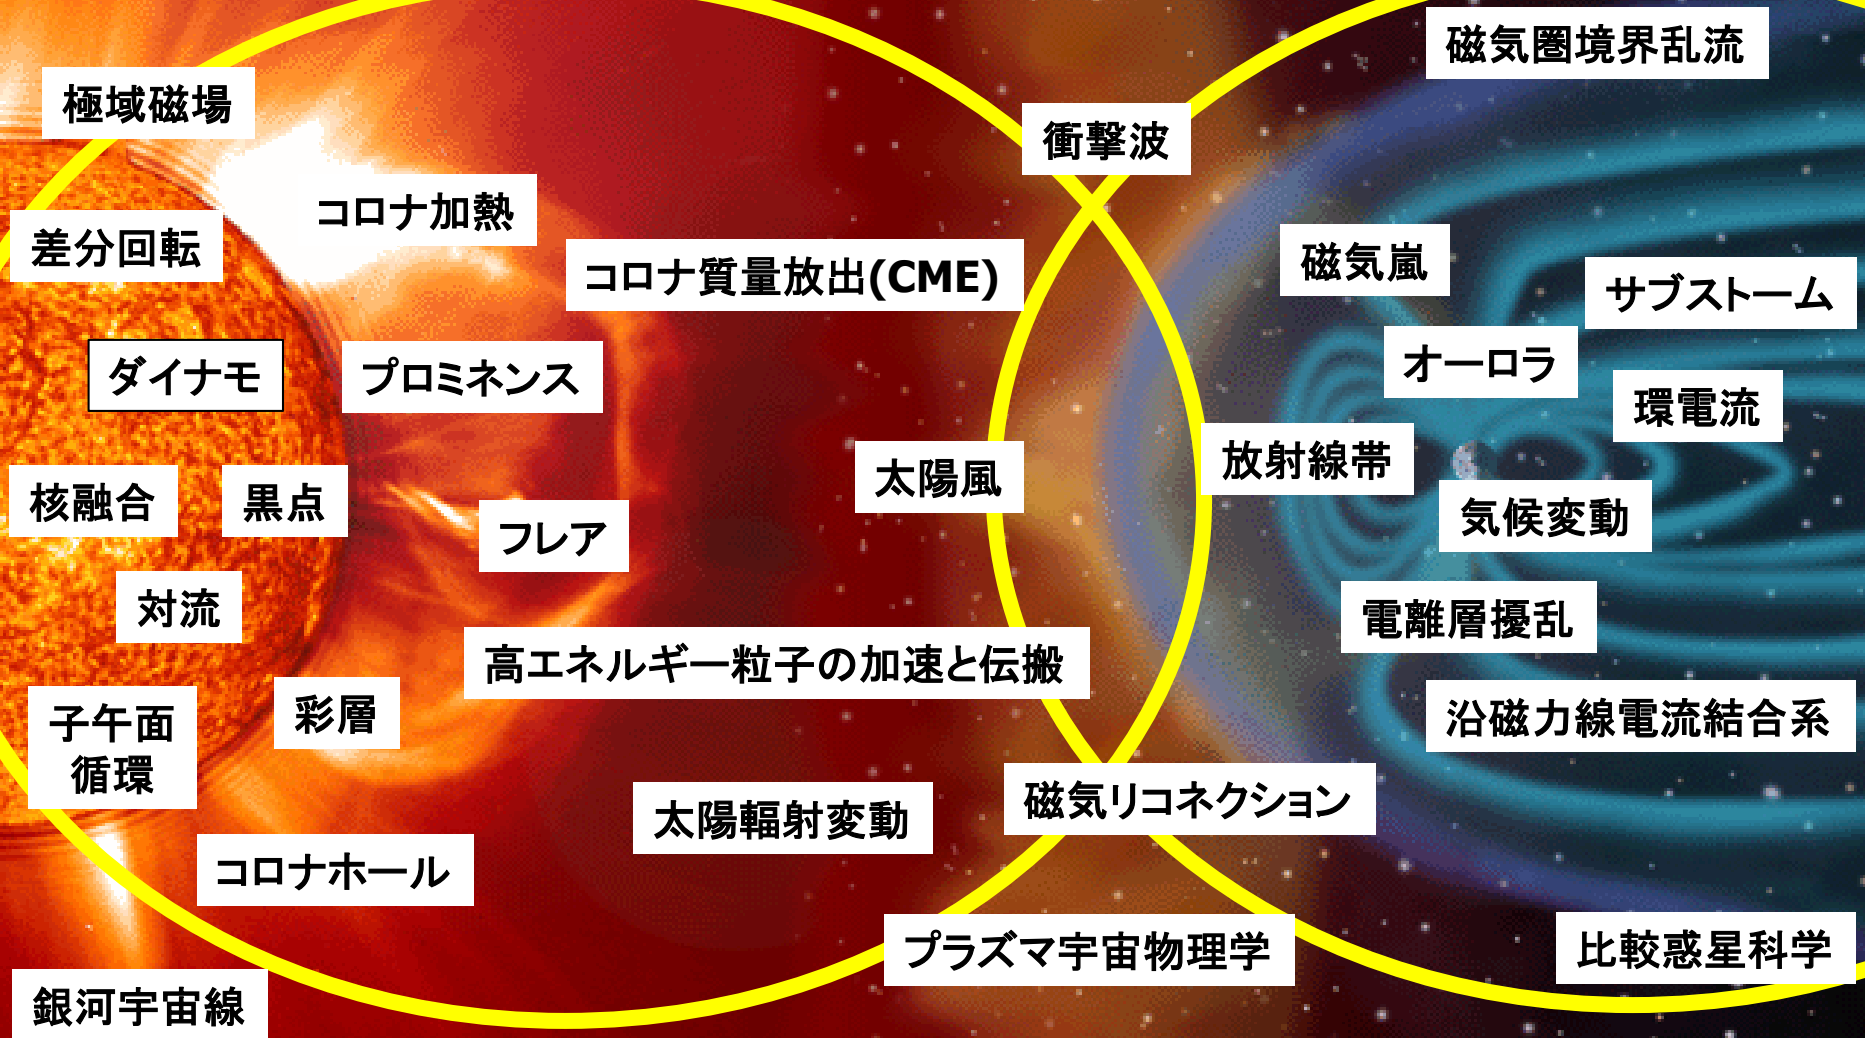 磁気圏境界乱流
極域磁場
衝撃波
コロナ加熱
差分回転
コロナ質量放出(CME)
磁気嵐
サブストーム
ダイナモ
プロミネンス
オーロラ
環電流
放射線帯
太陽風
核融合
黒点
フレア
気候変動
対流
電離層擾乱
高エネルギー粒子の加速と伝搬
彩層
子午面
循環
沿磁力線電流結合系
磁気リコネクション
太陽輻射変動
コロナホール
プラズマ宇宙物理学
比較惑星科学
銀河宇宙線